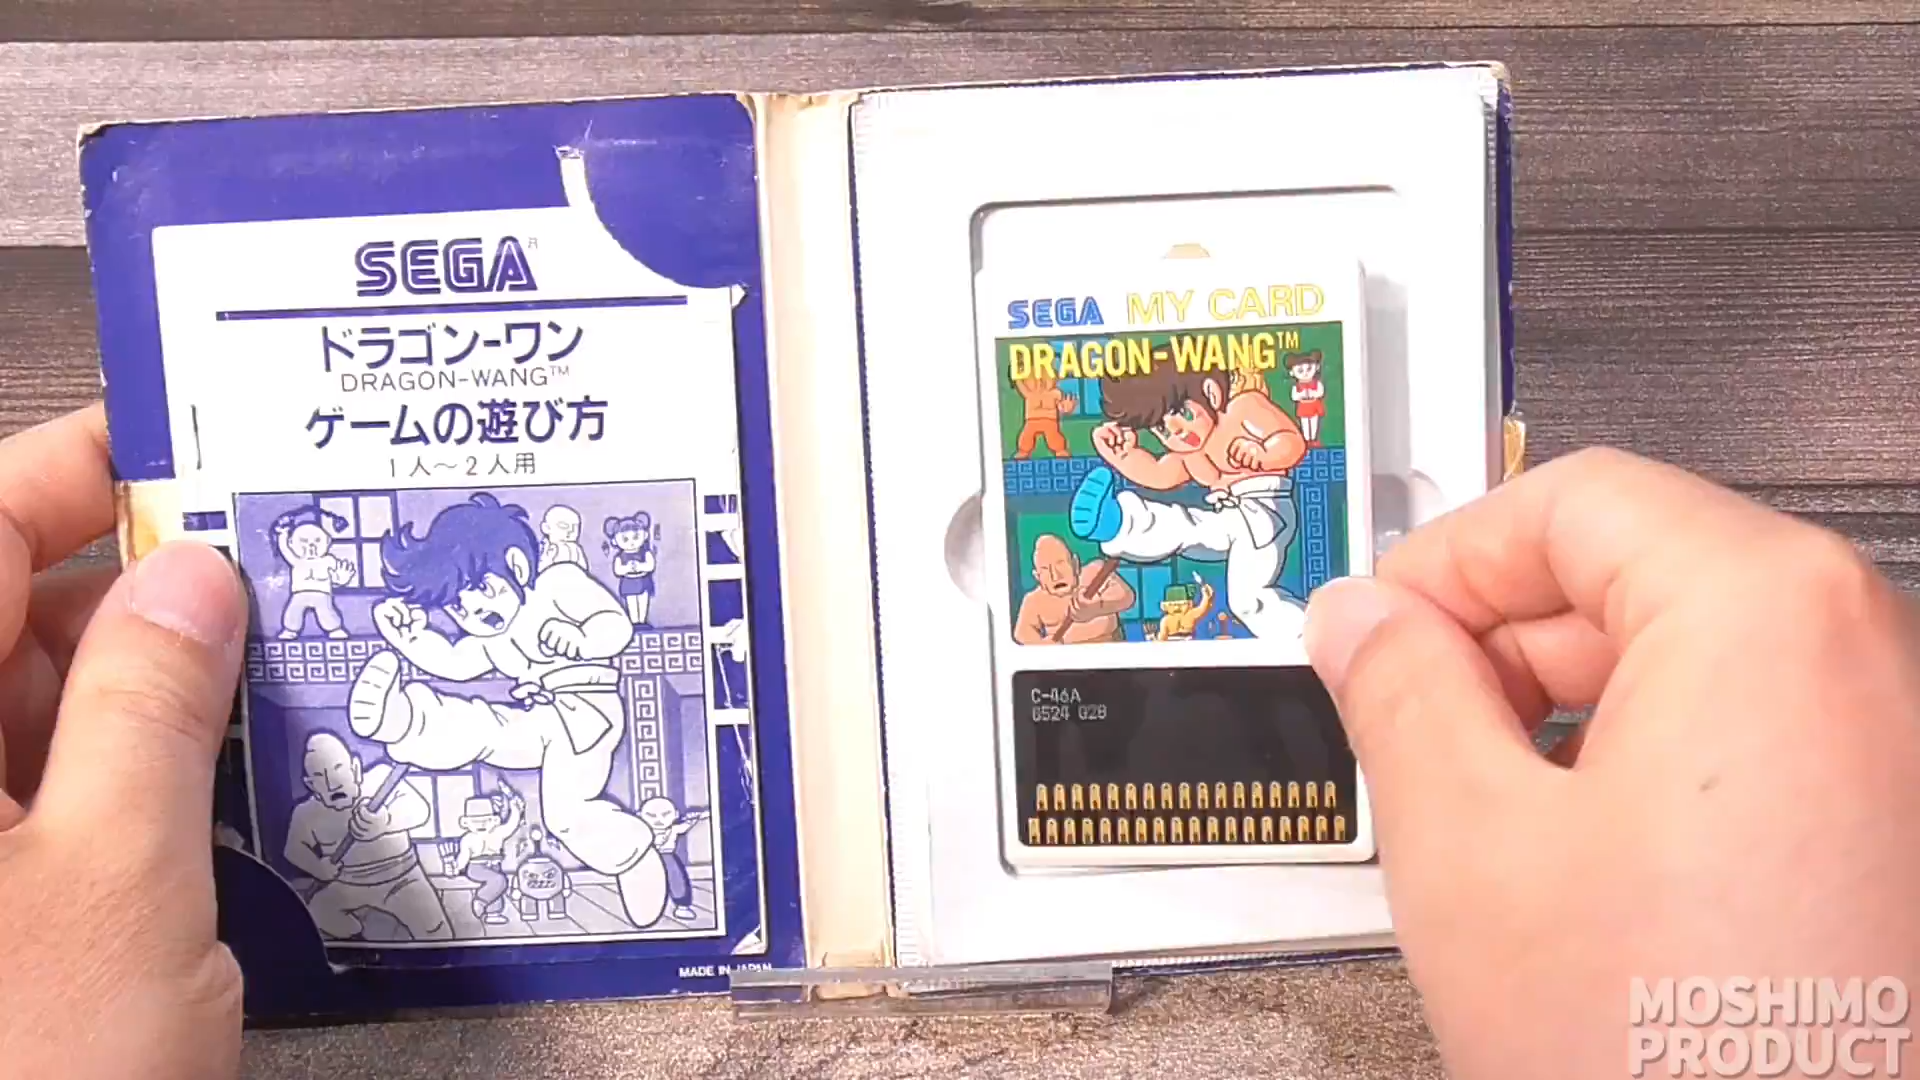 SEGA®
ドラゴン-ワン
DRAGON-WANG™
ゲームの遊び方
1人〜2人用
MADE IN JAPAN
SEGA MY CARD
DRAGON-WANG™
C-46A
6524 G28
MOSHIMO
PRODUCT